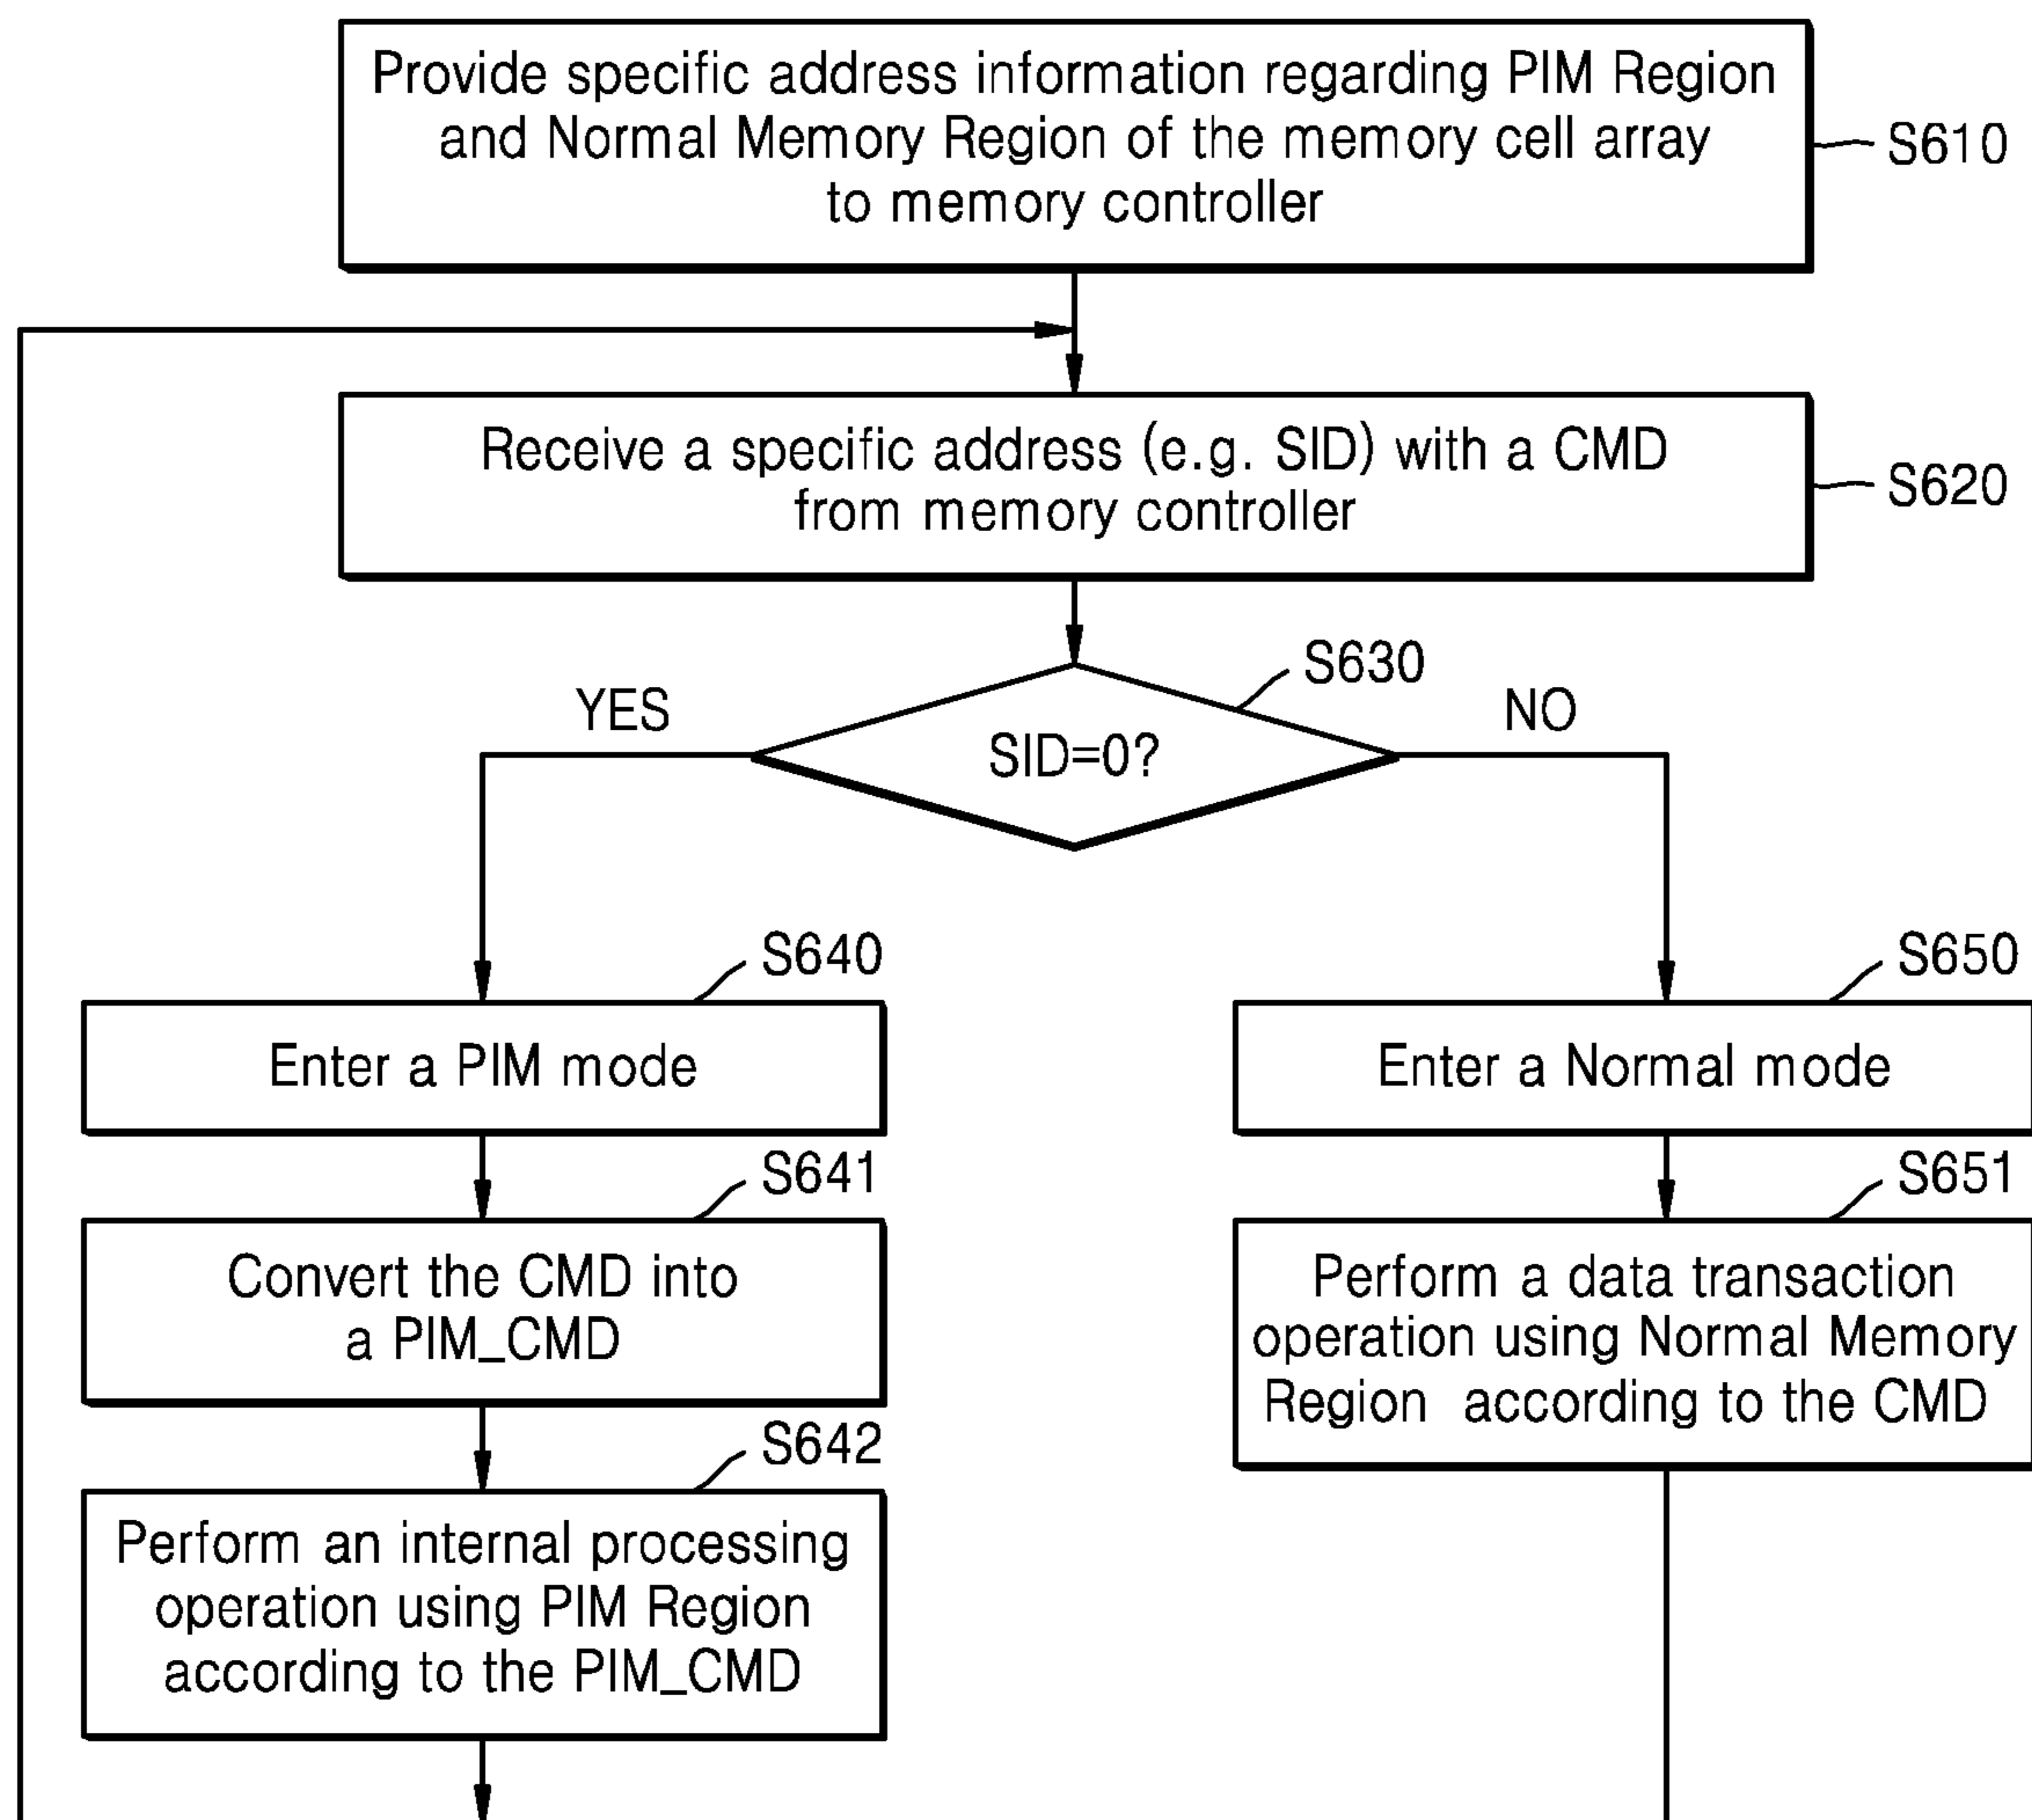 Provide specific address information regarding PIM Region
and Normal Memory Region of the memory cell array
to memory controller
S610
Receive a specific address (e.g. SID) with a CMD
from memory controller
S620
S630
YES
NO
SID=0?
S640
Enter a PIM mode
S641
Convert the CMD into
a PIM_CMD
S642
Perform an internal processing
operation using PIM Region
according to the PIM_CMD
S650
Enter a Normal mode
S651
Perform a data transaction
operation using Normal Memory
Region according to the CMD